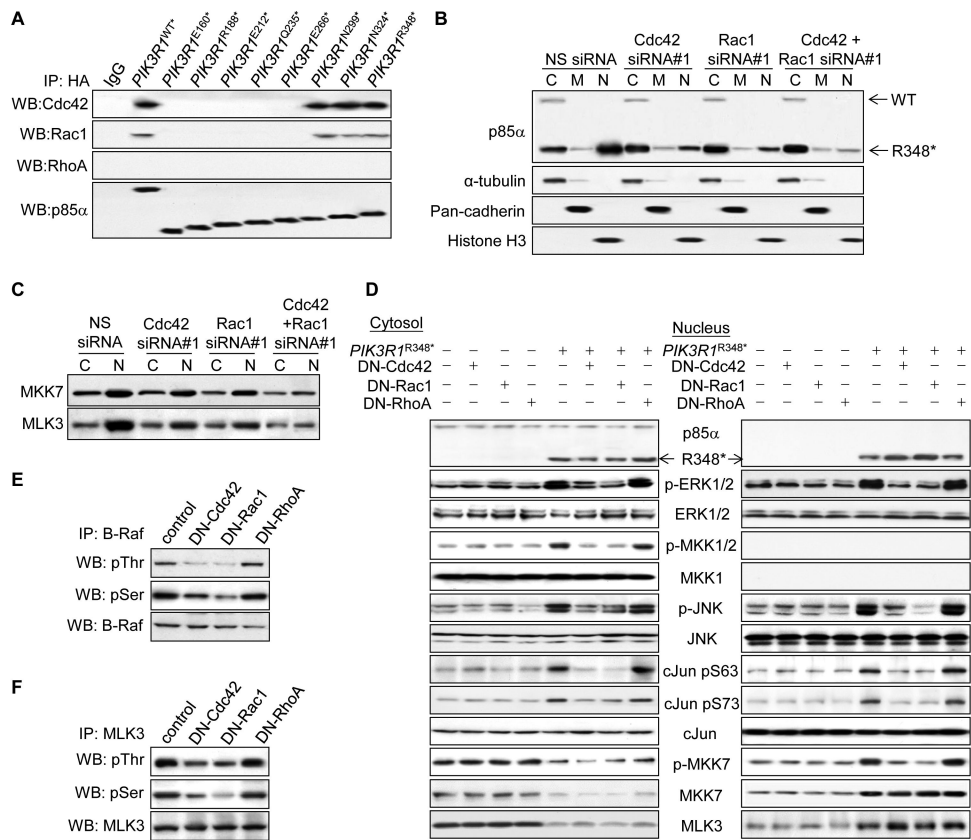 A
IP: HA
IgG
PIK3R1WT*
PIK3R1E160*
PIK3R1R188*
PIK3R1E212*
PIK3R1Q235*
PIK3R1E266*
PIK3R1N299*
PIK3R1N324*
PIK3R1R348*
WB:Cdc42
WB:Rac1
WB:RhoA
WB:p85α
B
NS siRNA
Cdc42 siRNA#1
Rac1 siRNA#1
Cdc42 + Rac1 siRNA#1
C M N C M N C M N C M N
p85α
← WT
← R348*
α-tubulin
Pan-cadherin
Histone H3
C
NS siRNA
Cdc42 siRNA#1
Rac1 siRNA#1
Cdc42 +Rac1 siRNA#1
C N C N C N C N
MKK7
MLK3
D
Cytosol
PIK3R1R348* – – – – + + + +
DN-Cdc42 – + – – – + – –
DN-Rac1 – – + – – – + –
DN-RhoA – – – + – – – +
Nucleus
PIK3R1R348* – – – – + + + +
DN-Cdc42 – + – – – + – –
DN-Rac1 – – + – – – + –
DN-RhoA – – – + – – – +
p85α
← R348* →
p-ERK1/2
ERK1/2
p-MKK1/2
MKK1
p-JNK
JNK
cJun pS63
cJun pS73
cJun
p-MKK7
MKK7
MLK3
E
IP: B-Raf
control
DN-Cdc42
DN-Rac1
DN-RhoA
WB: pThr
WB: pSer
WB: B-Raf
F
IP: MLK3
control
DN-Cdc42
DN-Rac1
DN-RhoA
WB: pThr
WB: pSer
WB: MLK3